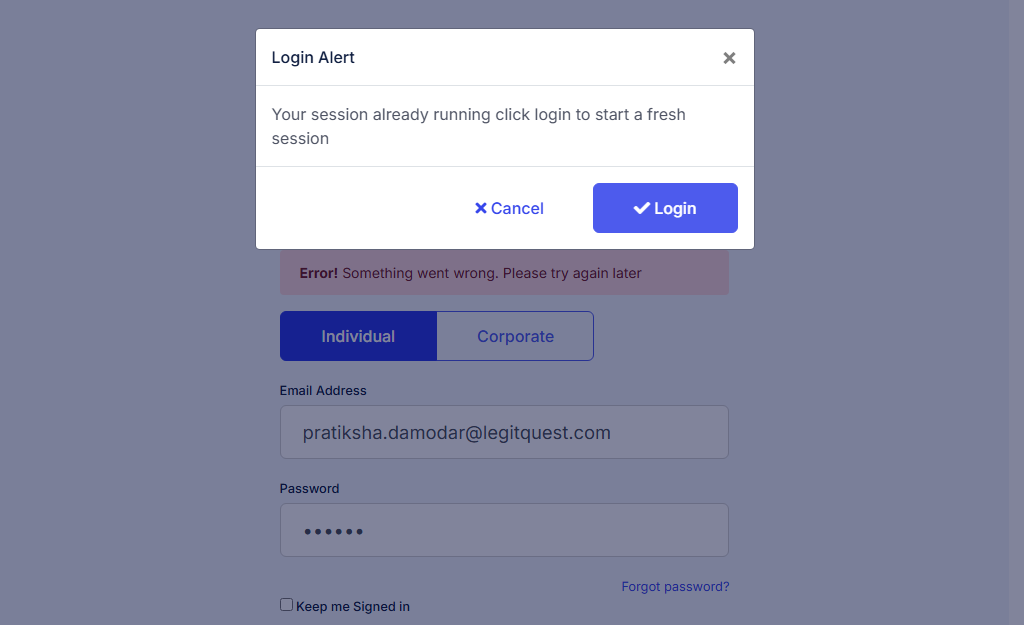 Login Alert
Your session already running click login to start a fresh
session
Cancel
Login
Error! Something went wrong. Please try again later
Individual
Corporate
Email Address
pratiksha.damodar@legitquest.com
Password
••••••
Forgot password?
Keep me Signed in